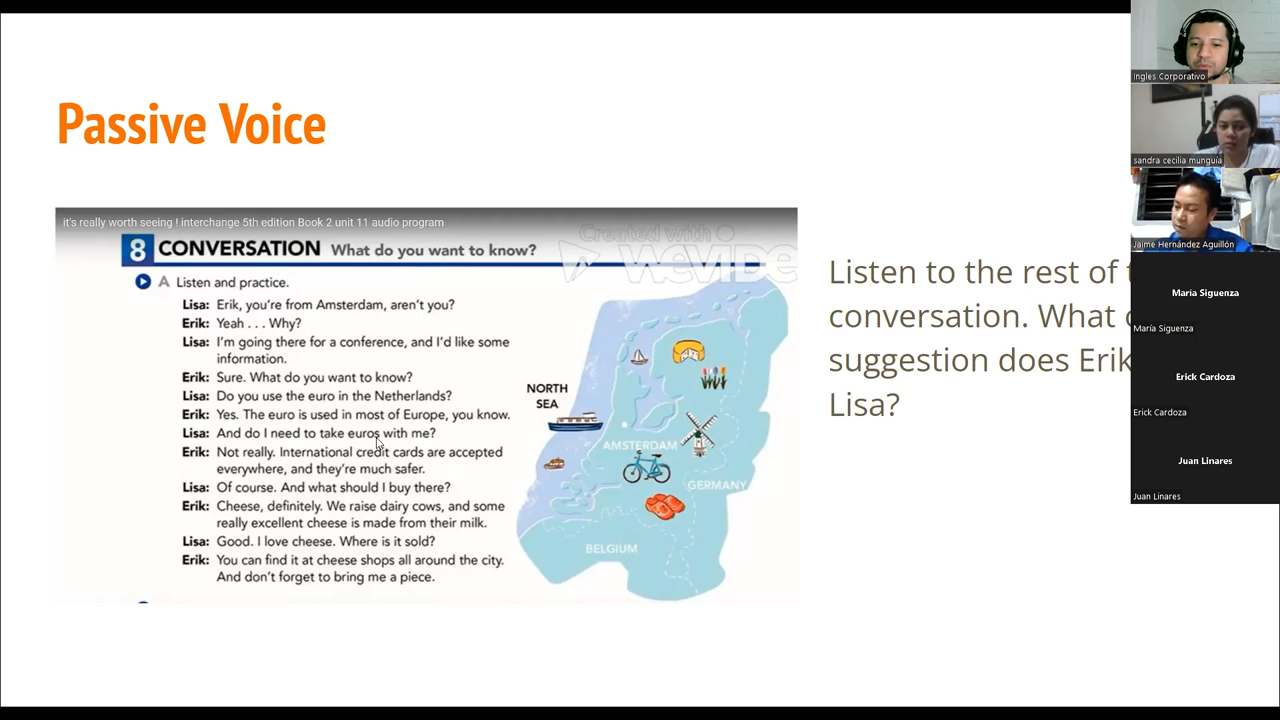 Passive Voice
it's really worth seeing ! interchange 5th edition Book 2 unit 11 audio program
Created with
WeVIDE
8 CONVERSATION What do you want to know?
A Listen and practice.
Lisa: Erik, you're from Amsterdam, aren't you?
Erik: Yeah . . . Why?
Lisa: I'm going there for a conference, and I'd like some
information.
Erik: Sure. What do you want to know?
Lisa: Do you use the euro in the Netherlands?
Erik: Yes. The euro is used in most of Europe, you know.
Lisa: And do I need to take euros with me?
Erik: Not really. International credit cards are accepted
everywhere, and they're much safer.
Lisa: Of course. And what should I buy there?
Erik: Cheese, definitely. We raise dairy cows, and some
really excellent cheese is made from their milk.
Lisa: Good. I love cheese. Where is it sold?
Erik: You can find it at cheese shops all around the city.
And don't forget to bring me a piece.
NORTH
SEA
AMSTERDAM
GERMANY
BELGIUM
Listen to the rest of
conversation. What
suggestion does Erik
Lisa?
Ingles Corporativo
sandra cecilia munguia
Jaime Hernández Aguillón
Maria Siguenza
María Siguenza
Erick Cardoza
Erick Cardoza
Juan Linares
Juan Linares